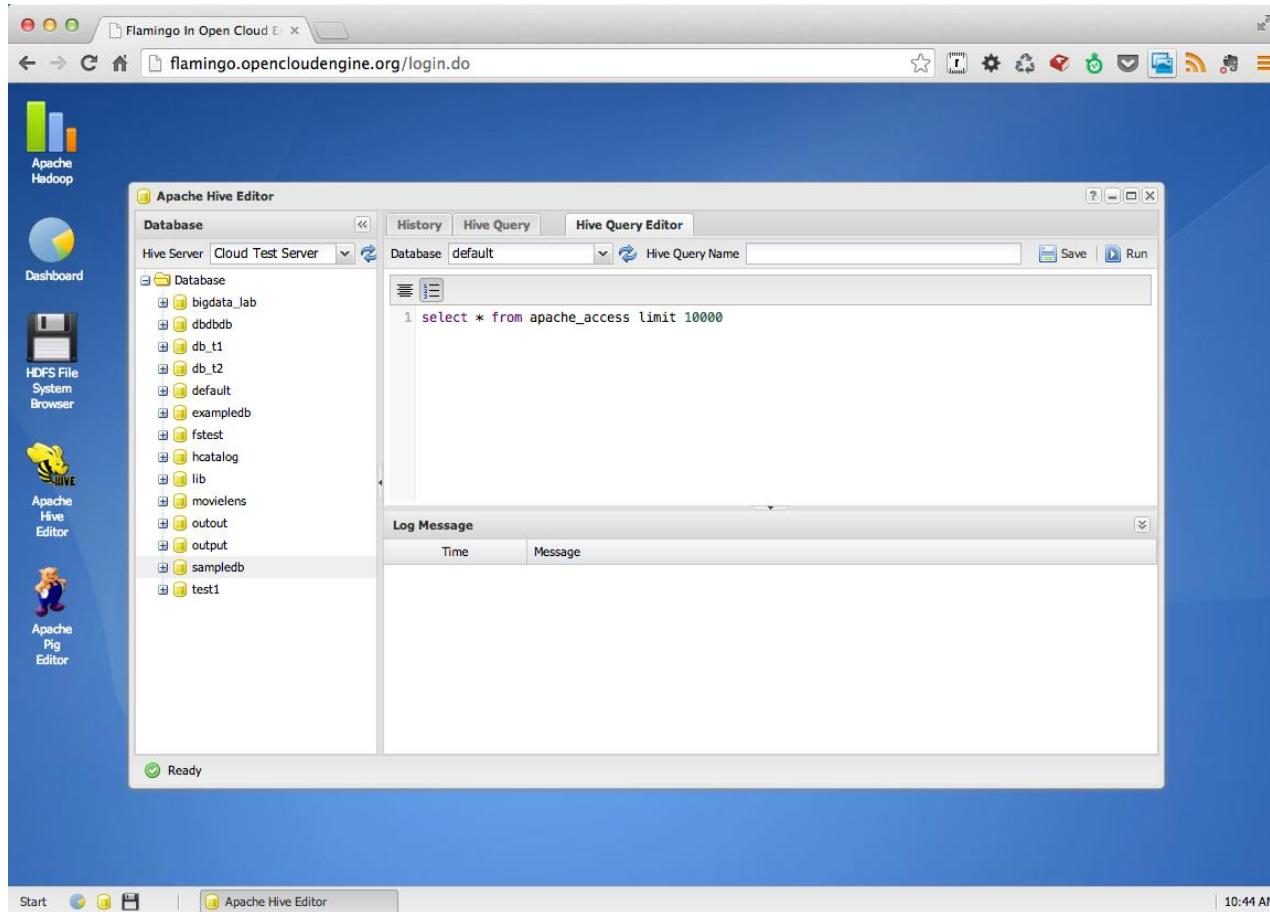 Flamingo In Open Cloud En
flamingo.opencloudengine.org/login.do
Apache
Hadoop
Dashboard
HDFS File
System
Browser
HIVE
Apache
Hive
Editor
Apache
Pig
Editor
Apache Hive Editor
Database
Hive Server Cloud Test Server
Database
bigdata_lab
dbdbdb
db_t1
db_t2
default
exampledb
fstest
hcatalog
lib
movielens
outout
output
sampledb
test1
History Hive Query Hive Query Editor
Database default Hive Query Name Save Run
1 select * from apache_access limit 10000
Log Message
Time Message
Ready
Start Apache Hive Editor 10:44 AM